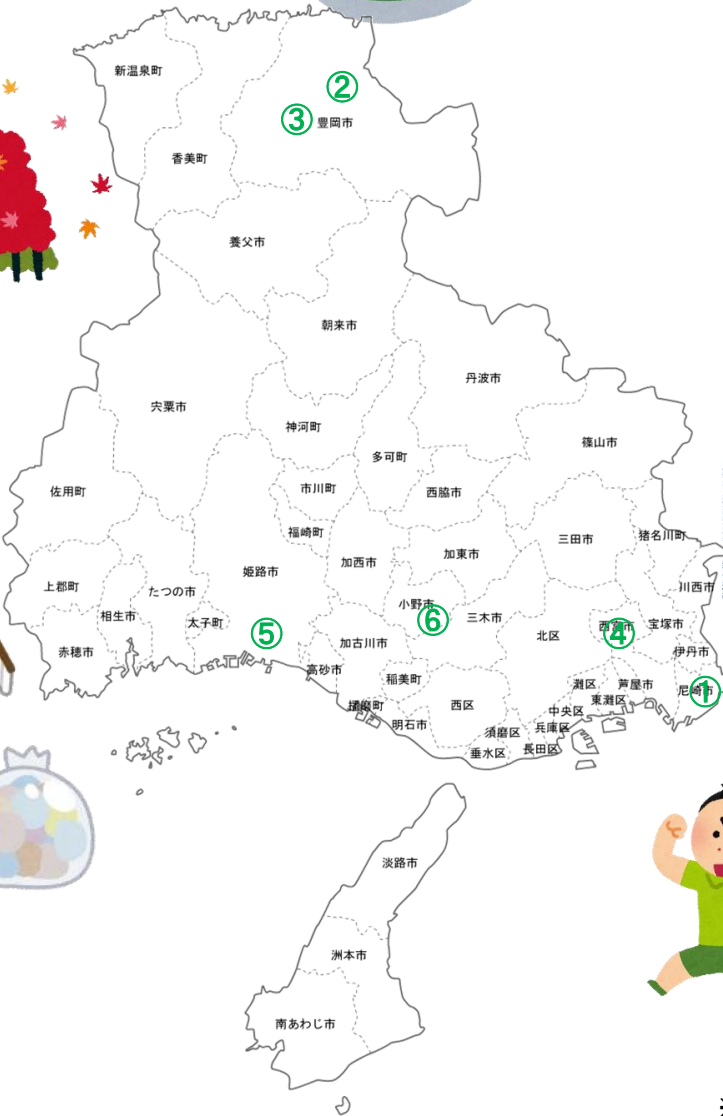 新温泉町
②
③
豊岡市
香美町
養父市
朝来市
丹波市
宍粟市
神河町
篠山市
多可町
市川町
西脇市
佐用町
福崎町
加西市
加東市
三田市
猪名川町
姫路市
上郡町
たつの市
川西市
相生市
太子町
小野市
⑥
三木市
⑤
北区
西宮市
④
宝塚市
赤穂市
加古川市
伊丹市
高砂市
稲美町
灘区
芦屋市
尼崎市
①
東灘区
播磨町
西区
中央区
明石市
須磨区
兵庫区
垂水区
長田区
淡路市
洲本市
南あわじ市